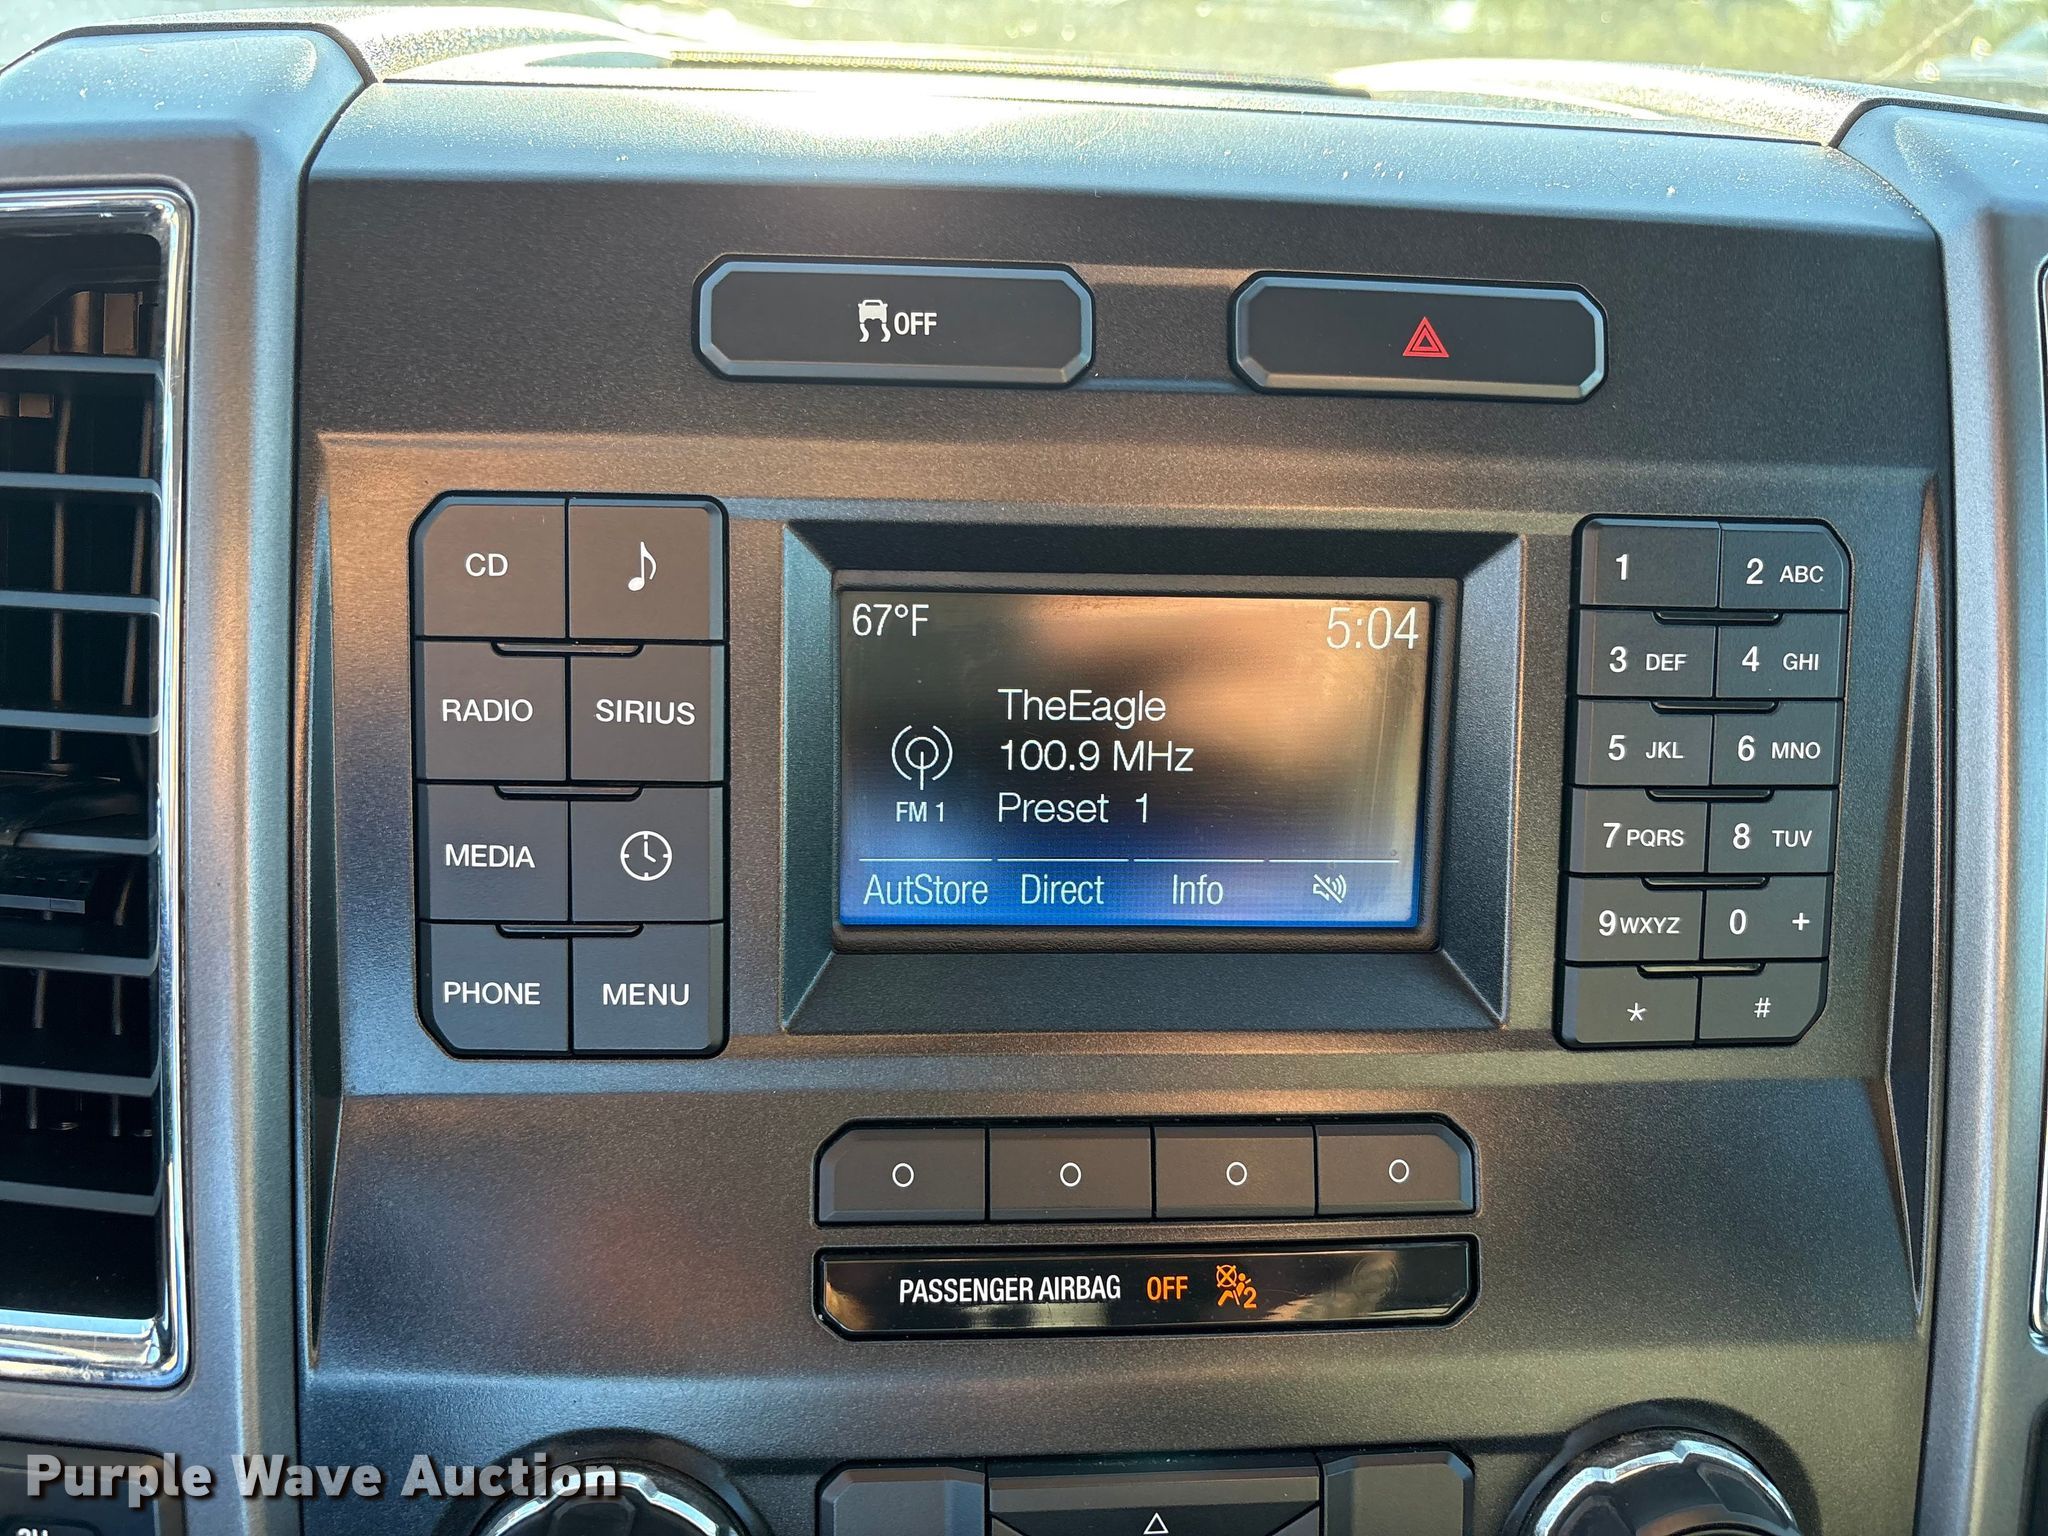 OFF
CD
RADIO SIRIUS
MEDIA
PHONE MENU
67°F 5:04
TheEagle
100.9 MHz
FM 1 Preset 1
AutStore Direct Info
1 2 ABC
3 DEF 4 GHI
5 JKL 6 MNO
7 PQRS 8 TUV
9 WXYZ 0 +
* #
PASSENGER AIRBAG OFF 2
Purple Wave Auction